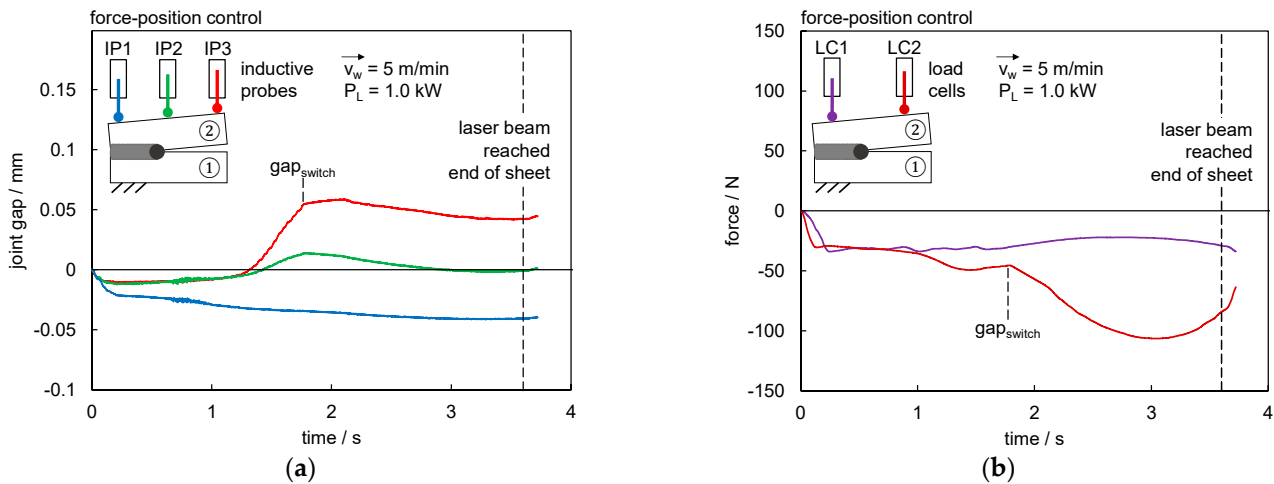 force-position control
IP1 IP2 IP3
inductive
probes
v_w = 5 m/min
P_L = 1.0 kW
②
①
laser beam
reached
end of sheet
gap_switch
0.15
0.1
0.05
0
-0.05
-0.1
joint gap / mm
0 1 2 3 4
time / s
(a)
force-position control
LC1 LC2
load
cells
v_w = 5 m/min
P_L = 1.0 kW
②
①
laser beam
reached
end of sheet
gap_switch
150
100
50
0
-50
-100
-150
force / N
0 1 2 3 4
time / s
(b)